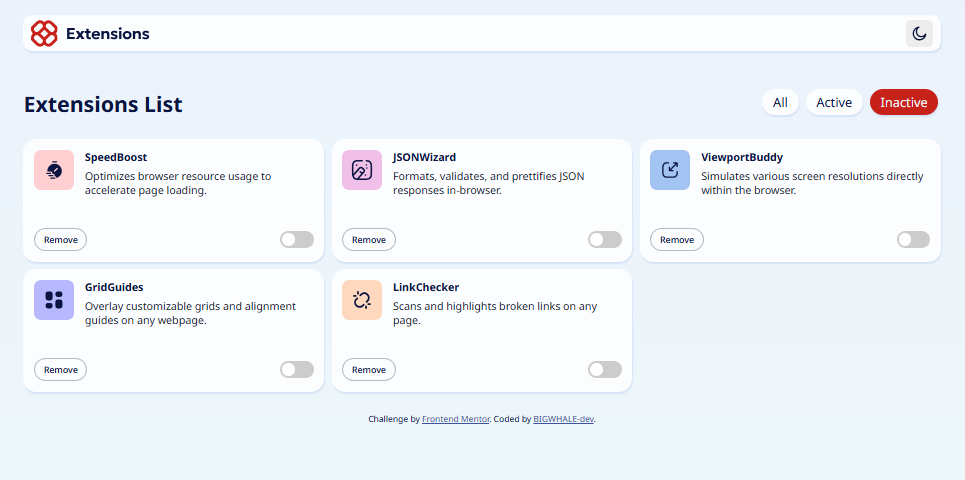 Extensions
Extensions List
All
Active
Inactive
SpeedBoost
Optimizes browser resource usage to
accelerate page loading.
Remove
JSONWizard
Formats, validates, and prettifies JSON
responses in-browser.
Remove
ViewportBuddy
Simulates various screen resolutions directly
within the browser.
Remove
GridGuides
Overlay customizable grids and alignment
guides on any webpage.
Remove
LinkChecker
Scans and highlights broken links on any
page.
Remove
Challenge by Frontend Mentor. Coded by BIGWHALE-dev.